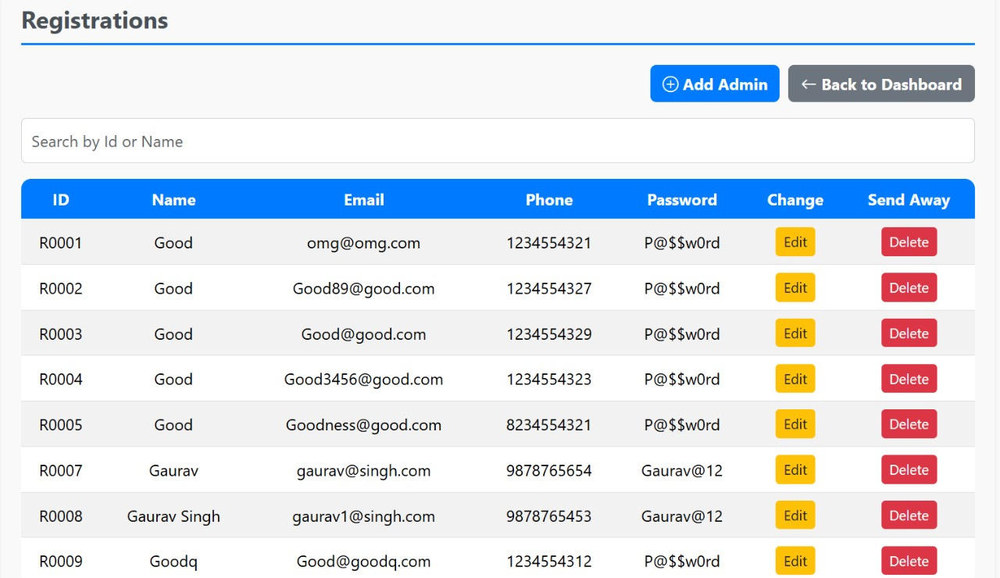 Registrations
Add Admin
← Back to Dashboard
Search by Id or Name
ID Name Email Phone Password Change Send Away
R0001 Good omg@omg.com 1234554321 P@$$w0rd Edit Delete
R0002 Good Good89@good.com 1234554327 P@$$w0rd Edit Delete
R0003 Good Good@good.com 1234554329 P@$$w0rd Edit Delete
R0004 Good Good3456@good.com 1234554323 P@$$w0rd Edit Delete
R0005 Good Goodness@good.com 8234554321 P@$$w0rd Edit Delete
R0007 Gaurav gaurav@singh.com 9878765654 Gaurav@12 Edit Delete
R0008 Gaurav Singh gaurav1@singh.com 9878765453 Gaurav@12 Edit Delete
R0009 Goodq Good@goodq.com 1234554312 P@$$w0rd Edit Delete